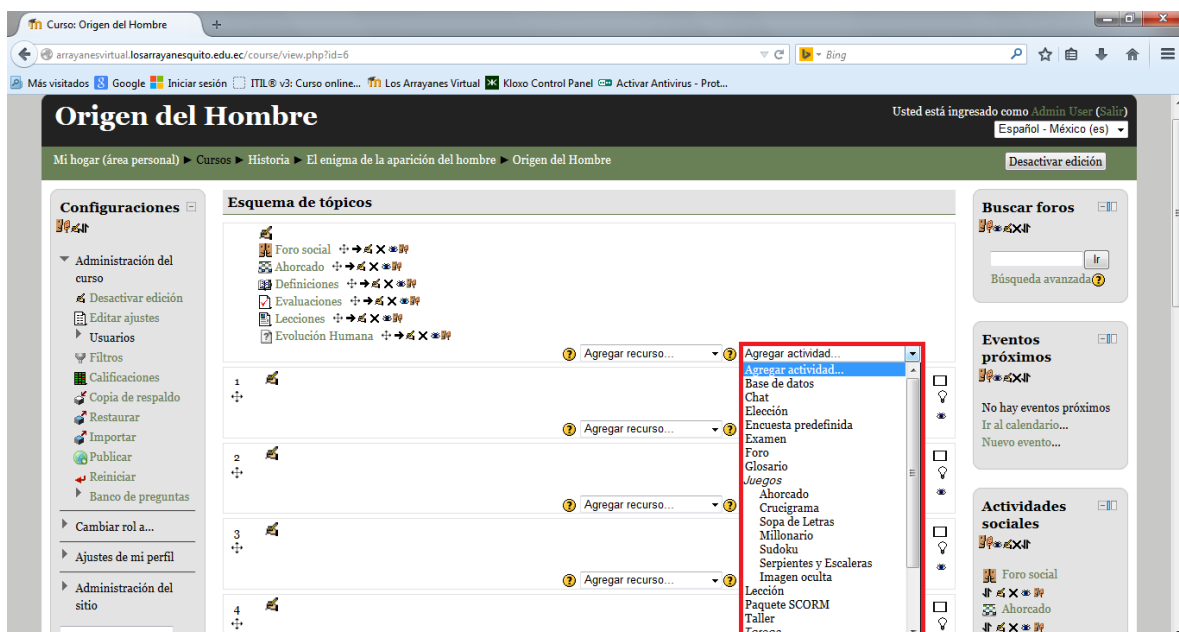 Curso: Origen del Hombre
arrayanesvirtual.losarrayanesquito.edu.ec/course/view.php?id=6
Bing
Más visitados Google Iniciar sesión ITIL® v3: Curso online... Los Arrayanes Virtual Kloxo Control Panel Activar Antivirus - Prot...
Origen del Hombre
Usted está ingresado como Admin User (Salir)
Español - México (es)
Mi hogar (área personal) ► Cursos ► Historia ► El enigma de la aparición del hombre ► Origen del Hombre
Desactivar edición
Configuraciones
Administración del
curso
Desactivar edición
Editar ajustes
Usuarios
Filtros
Calificaciones
Copia de respaldo
Restaurar
Importar
Publicar
Reiniciar
Banco de preguntas
Cambiar rol a...
Ajustes de mi perfil
Administración del
sitio
Esquema de tópicos
Foro social
Ahorcado
Definiciones
Evaluaciones
Lecciones
Evolución Humana
Agregar recurso... Agregar actividad...
Agregar actividad...
Base de datos
Chat
Elección
Encuesta predefinida
Examen
Foro
Glosario
Juegos
Ahorcado
Crucigrama
Sopa de Letras
Millonario
Sudoku
Serpientes y Escaleras
Imagen oculta
Lección
Paquete SCORM
Taller
Tareas
1
Agregar recurso...
2
Agregar recurso...
3
Agregar recurso...
4
Buscar foros
Ir
Búsqueda avanzada
Eventos
próximos
No hay eventos próximos
Ir al calendario...
Nuevo evento...
Actividades
sociales
Foro social
Ahorcado